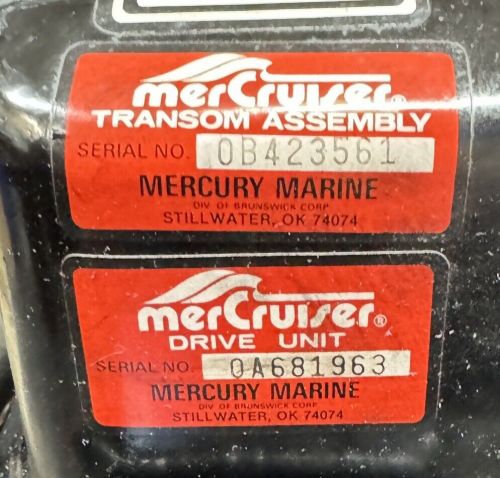 merCruiser®
TRANSOM ASSEMBLY
SERIAL NO. 0B423561
MERCURY MARINE
DIV OF BRUNSWICK CORP
STILLWATER, OK 74074
merCruiser®
DRIVE UNIT
SERIAL NO. 0A681963
MERCURY MARINE
DIV OF BRUNSWICK CORP
STILLWATER, OK 74074